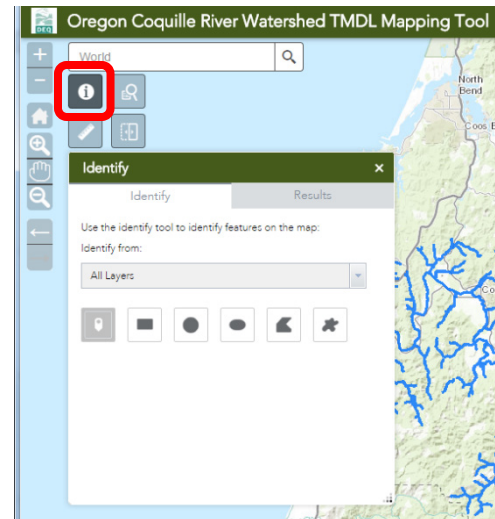 DEQ
Oregon Coquille River Watershed TMDL Mapping Tool
World
North
Bend
Coos
Identify
Identify
Results
Use the identify tool to identify features on the map:
Identify from:
All Layers
Co